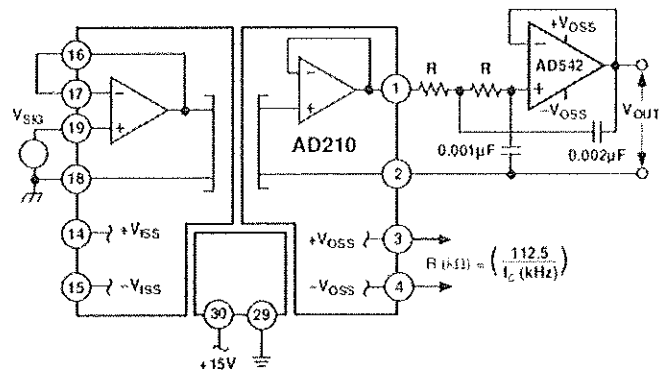 16
17
19
18
14
15
V_SIG
+V_ISS
−V_ISS
30
29
+15V
AD210
1
2
3
4
+V_OSS
−V_OSS
R
R
+V_OSS
AD542
−V_OSS
V_OUT
0.001µF
0.002µF
R (kΩ) = (112.5 / f_C (kHz))